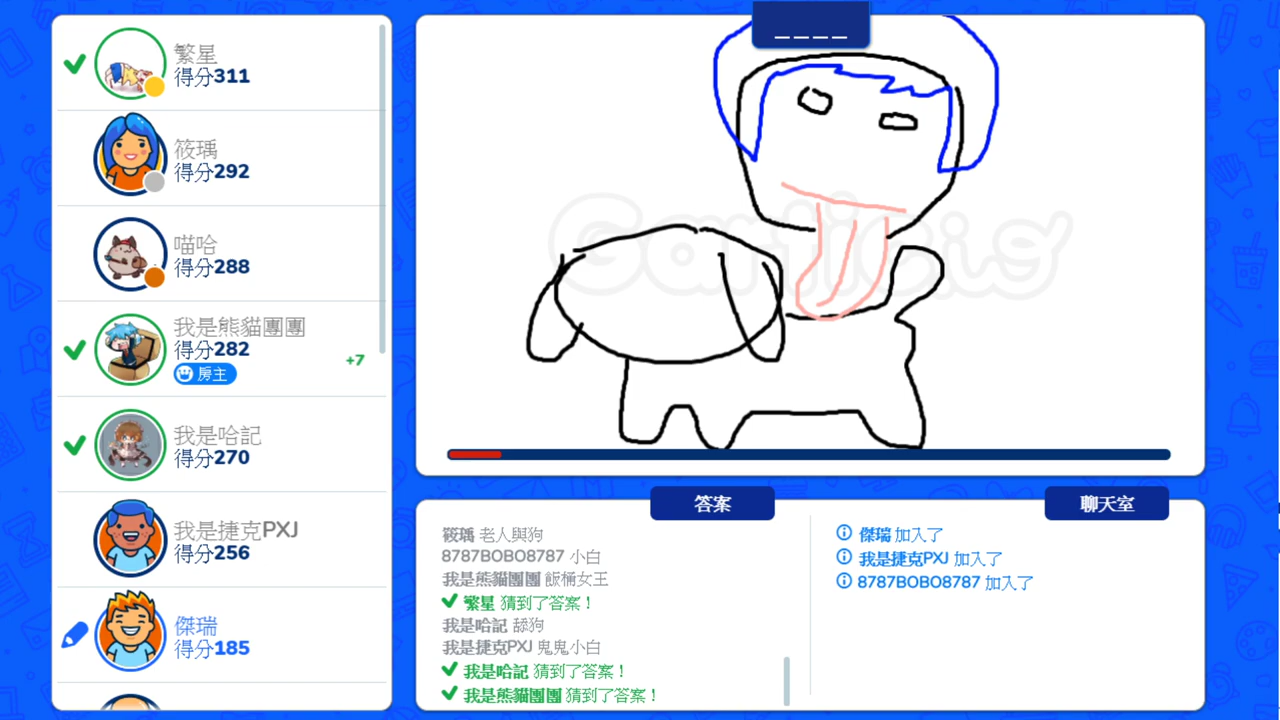 繁星
得分311
筱瑀
得分292
喵哈
得分288
我是熊貓團團
得分282
房主
+7
我是哈記
得分270
我是捷克PXJ
得分256
傑瑞
得分185
_ _ _ _
Gartic.io
答案
筱瑀 老人與狗
8787BOBO8787 小白
我是熊貓團團 飯桶女王
繁星 猜到了答案！
我是哈記 舔狗
我是捷克PXJ 鬼鬼小白
我是哈記 猜到了答案！
我是熊貓團團 猜到了答案！
聊天室
傑瑞 加入了
我是捷克PXJ 加入了
8787BOBO8787 加入了